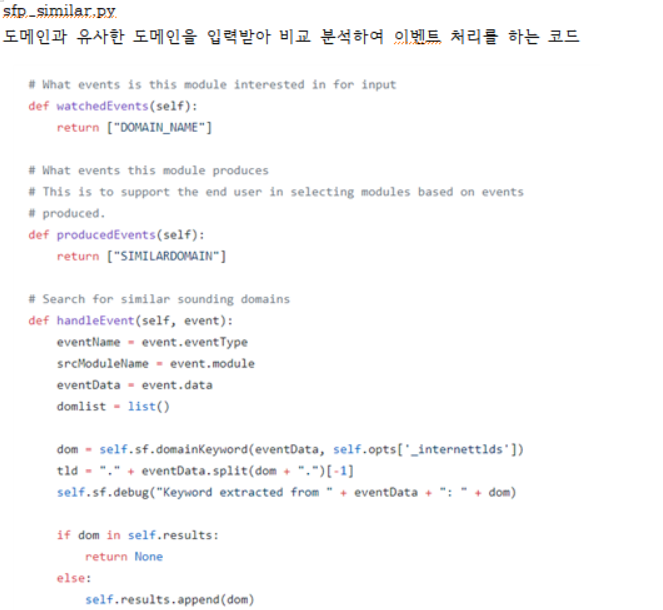 sfp_similar.py
도메인과 유사한 도메인을 입력받아 비교 분석하여 이벤트 처리를 하는 코드
# What events is this module interested in for input
def watchedEvents(self):
return ["DOMAIN_NAME"]
# What events this module produces
# This is to support the end user in selecting modules based on events
# produced.
def producedEvents(self):
return ["SIMILARDOMAIN"]
# Search for similar sounding domains
def handleEvent(self, event):
eventName = event.eventType
srcModuleName = event.module
eventData = event.data
domlist = list()
dom = self.sf.domainKeyword(eventData, self.opts['_internettlds'])
tld = "." + eventData.split(dom + ".")[-1]
self.sf.debug("Keyword extracted from " + eventData + ": " + dom)
if dom in self.results:
return None
else:
self.results.append(dom)